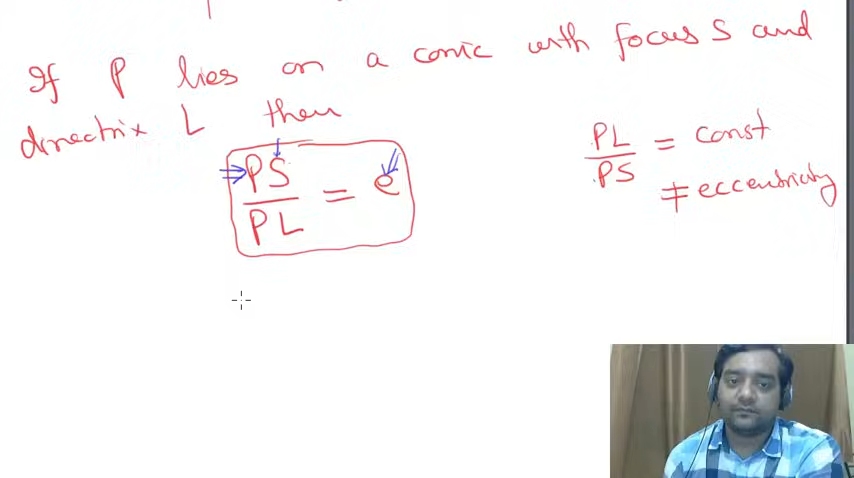 If P lies on a conic with focus S and
directrix L then
PS
PL
= e
PL
PS
= const
≠ eccentricity